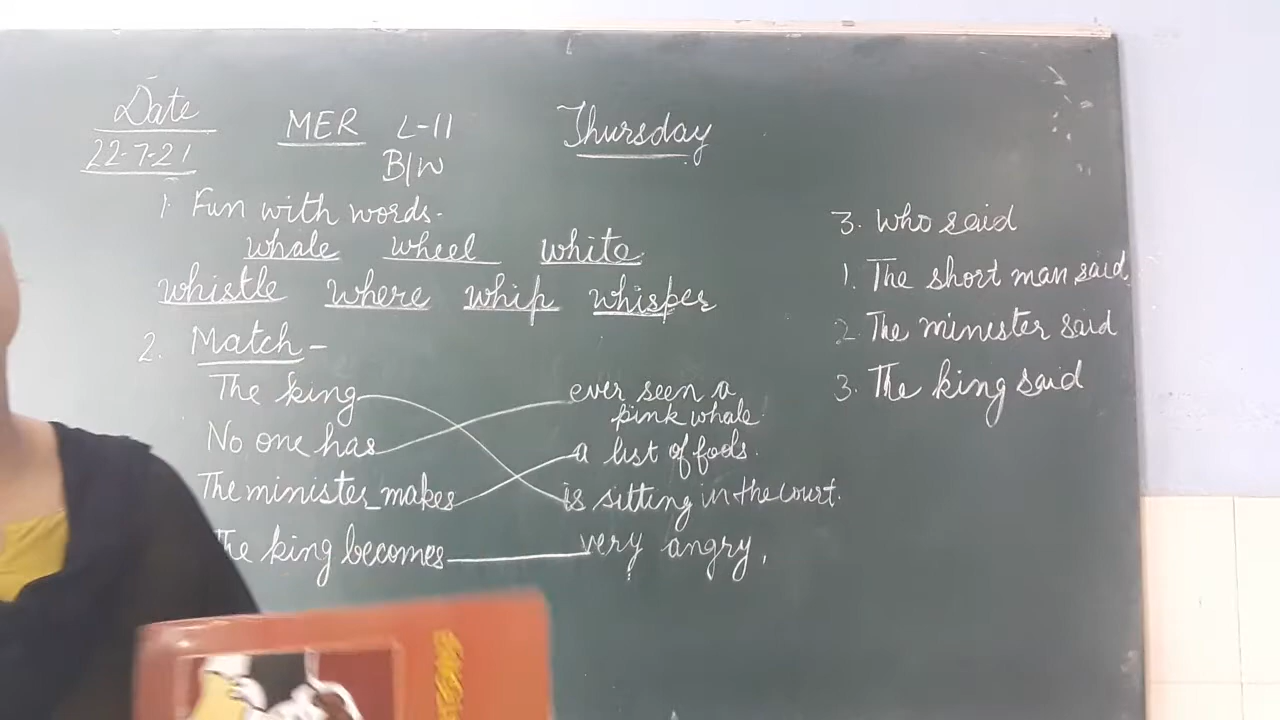 Date MER L-11 Thursday
22-7-21 B/W
1. Fun with words.
whale wheel white
whistle where whip whisper
2. Match -
The king ever seen a
pink whale.
No one has a list of fools.
The minister makes is sitting in the court.
The king becomes very angry.
3. Who said
1. The short man said
2. The minester said
3. The king said